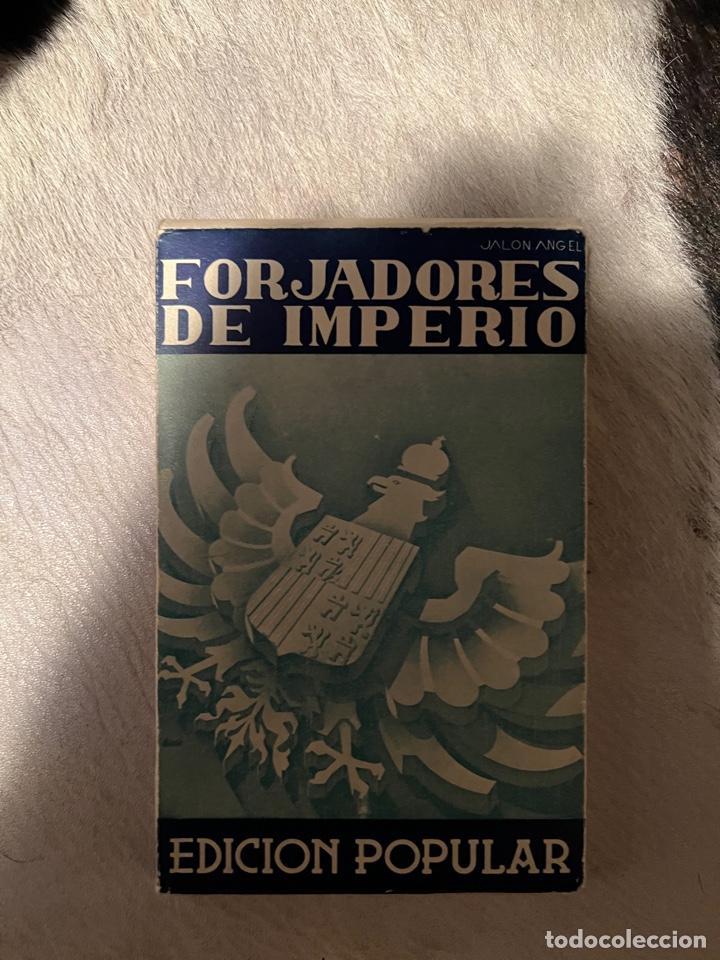 JALON ANGEL
FORJADORES
DE IMPERIO
EDICION POPULAR
todocoleccion